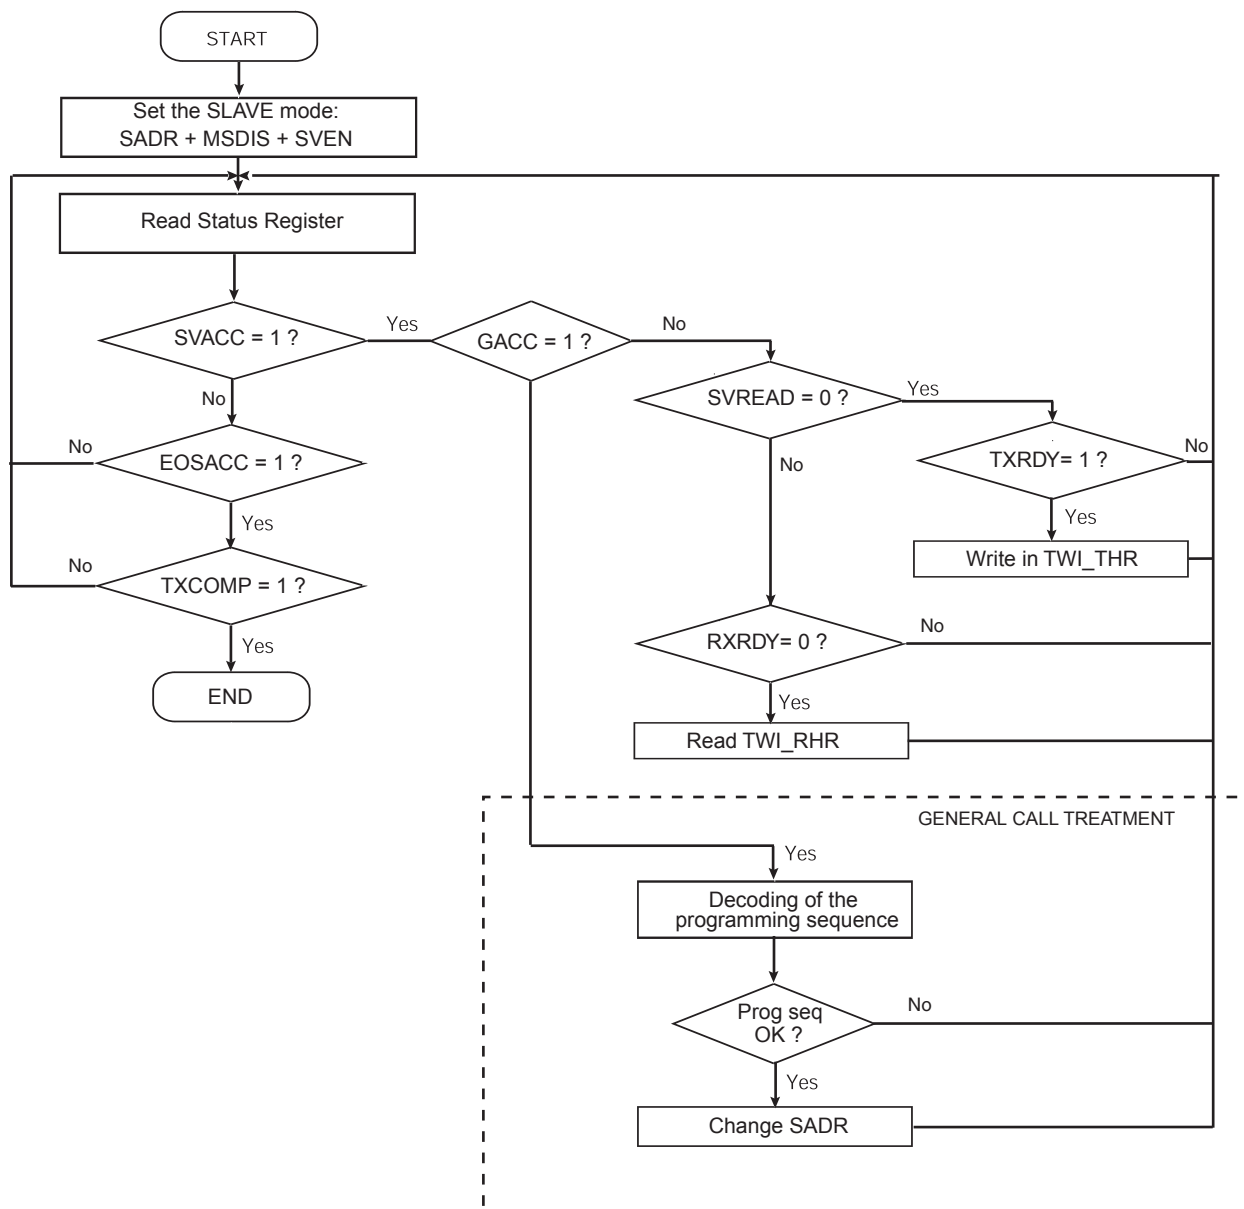 START
Set the SLAVE mode:
SADR + MSDIS + SVEN
Read Status Register
SVACC = 1 ?
Yes
GACC = 1 ?
No
SVREAD = 0 ?
Yes
No
EOSACC = 1 ?
No
No
TXRDY= 1 ?
No
Yes
Yes
Write in TWI_THR
TXCOMP = 1 ?
No
RXRDY= 0 ?
No
Yes
Yes
END
Read TWI_RHR
GENERAL CALL TREATMENT
Yes
Decoding of the
programming sequence
Prog seq
OK ?
No
Yes
Change SADR